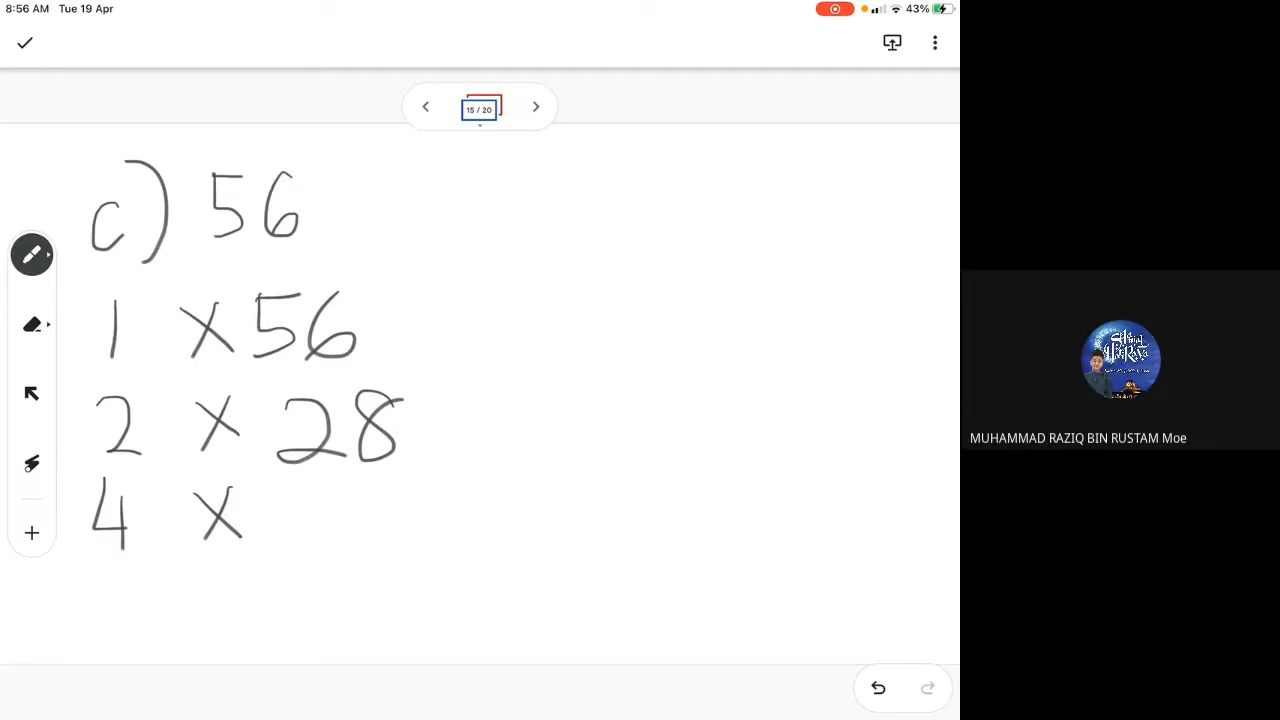 8:56 AM Tue 19 Apr
43%
15 / 20
c) 56
1 x 56
2 x 28
4 x
MUHAMMAD RAZIQ BIN RUSTAM Moe